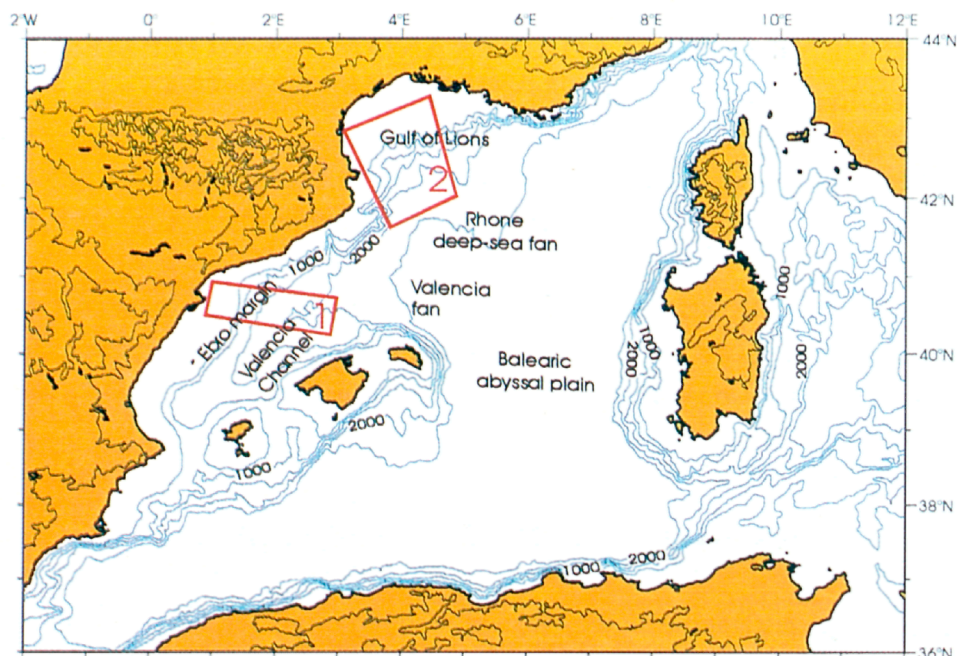 2°W 0° 2°E 4°E 6°E 8°E 10°E 12°E
44°N
Gulf of Lions
2
42°N
Rhone
deep-sea fan
2000
1000
1000
Valencia
fan
1
Ebro margin
Valencia
Channel
1000
2000
2000
40°N
Balearic
abyssal plain
2000
1000
38°N
2000
1000
36°N